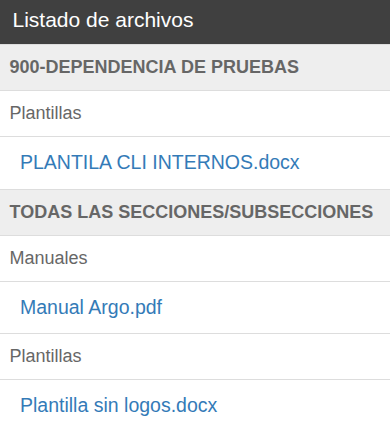 Listado de archivos
900-DEPENDENCIA DE PRUEBAS
Plantillas
PLANTILA CLI INTERNOS.docx
TODAS LAS SECCIONES/SUBSECCIONES
Manuales
Manual Argo.pdf
Plantillas
Plantilla sin logos.docx